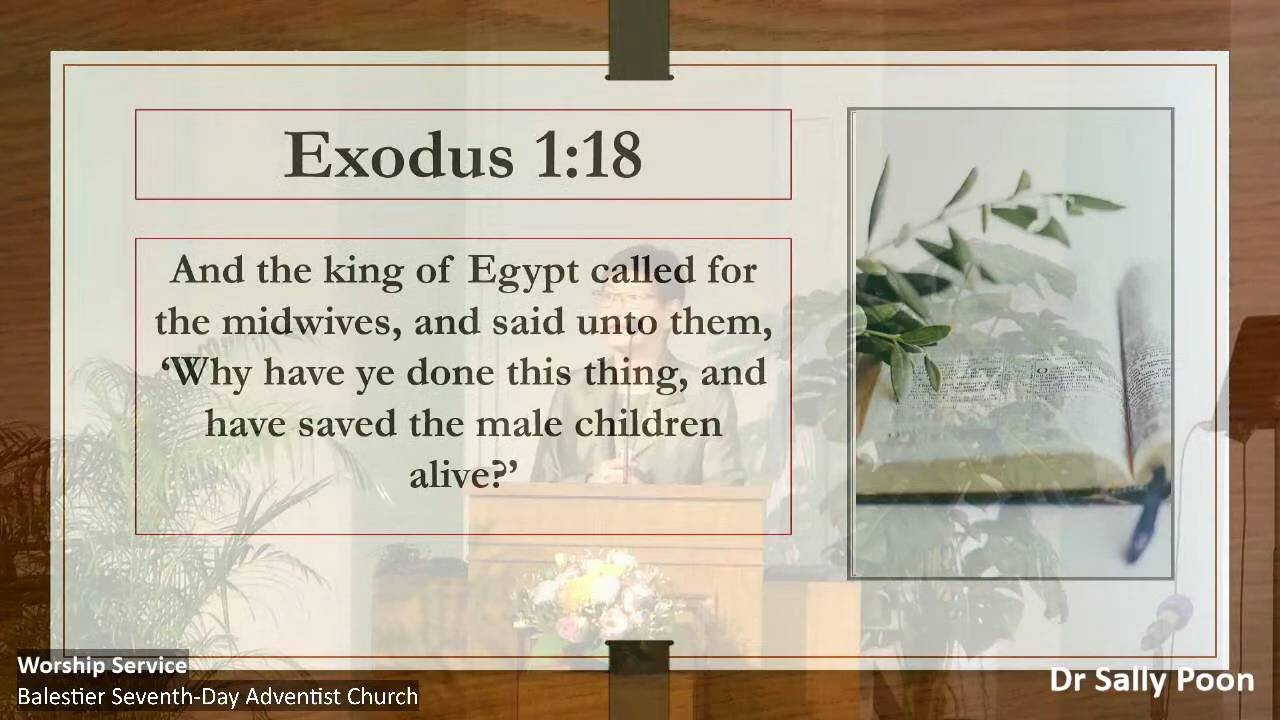 Exodus 1:18
And the king of Egypt called for
the midwives, and said unto them,
‘Why have ye done this thing, and
have saved the male children
alive?’
Worship Service
Balestier Seventh-Day Adventist Church
Dr Sally Poon